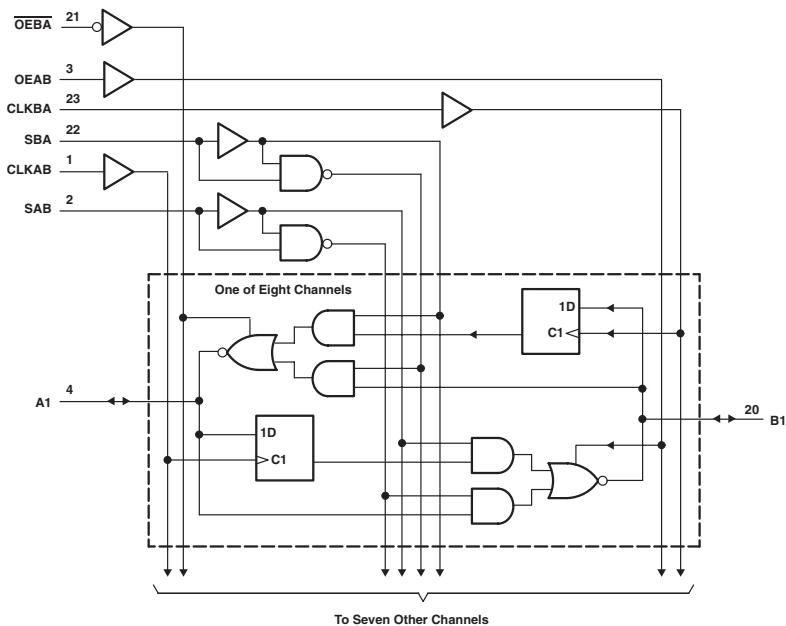 OEBA 21
OEAB 3
CLKBA 23
SBA 22
CLKAB 1
SAB 2
One of Eight Channels
1D
C1
A1 4
20 B1
1D
C1
To Seven Other Channels